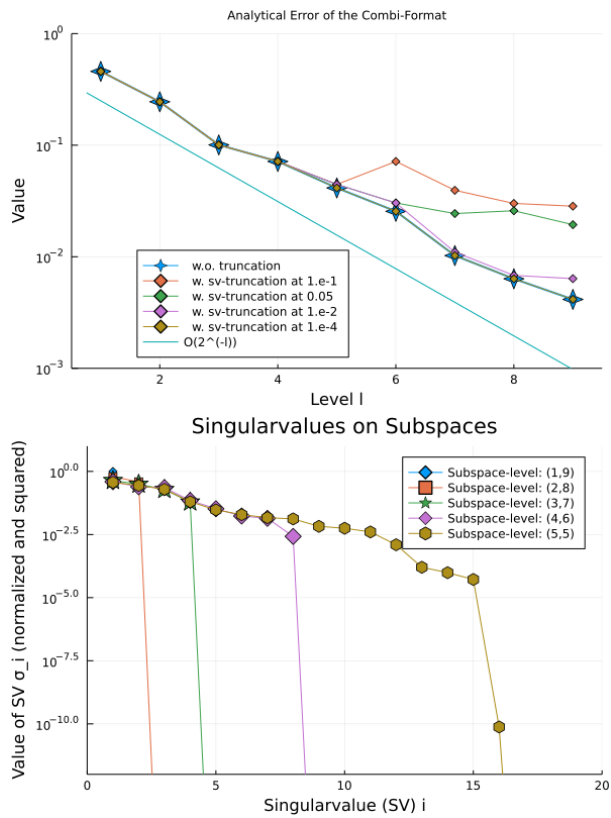 Analytical Error of the Combi-Format
Value
10^0
10^-1
10^-2
10^-3
w.o. truncation
w. sv-truncation at 1.e-1
w. sv-truncation at 0.05
w. sv-truncation at 1.e-2
w. sv-truncation at 1.e-4
O(2^(-l))
2 4 6 8
Level l
Singularvalues on Subspaces
Value of SV σ_i (normalized and squared)
10^0.0
10^-2.5
10^-5.0
10^-7.5
10^-10.0
Subspace-level: (1,9)
Subspace-level: (2,8)
Subspace-level: (3,7)
Subspace-level: (4,6)
Subspace-level: (5,5)
0 5 10 15 20
Singularvalue (SV) i